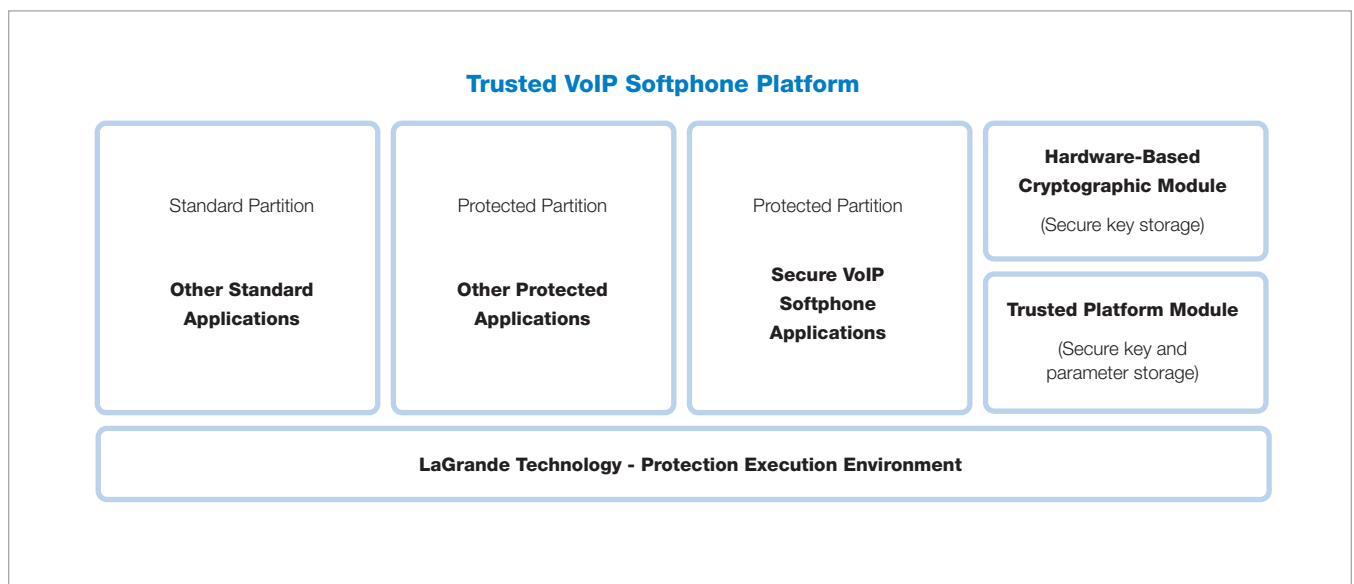 Trusted VoIP Softphone Platform
Standard Partition
Other Standard
Applications
Protected Partition
Other Protected
Applications
Protected Partition
Secure VoIP
Softphone
Applications
Hardware-Based
Cryptographic Module
(Secure key storage)
Trusted Platform Module
(Secure key and
parameter storage)
LaGrande Technology - Protection Execution Environment